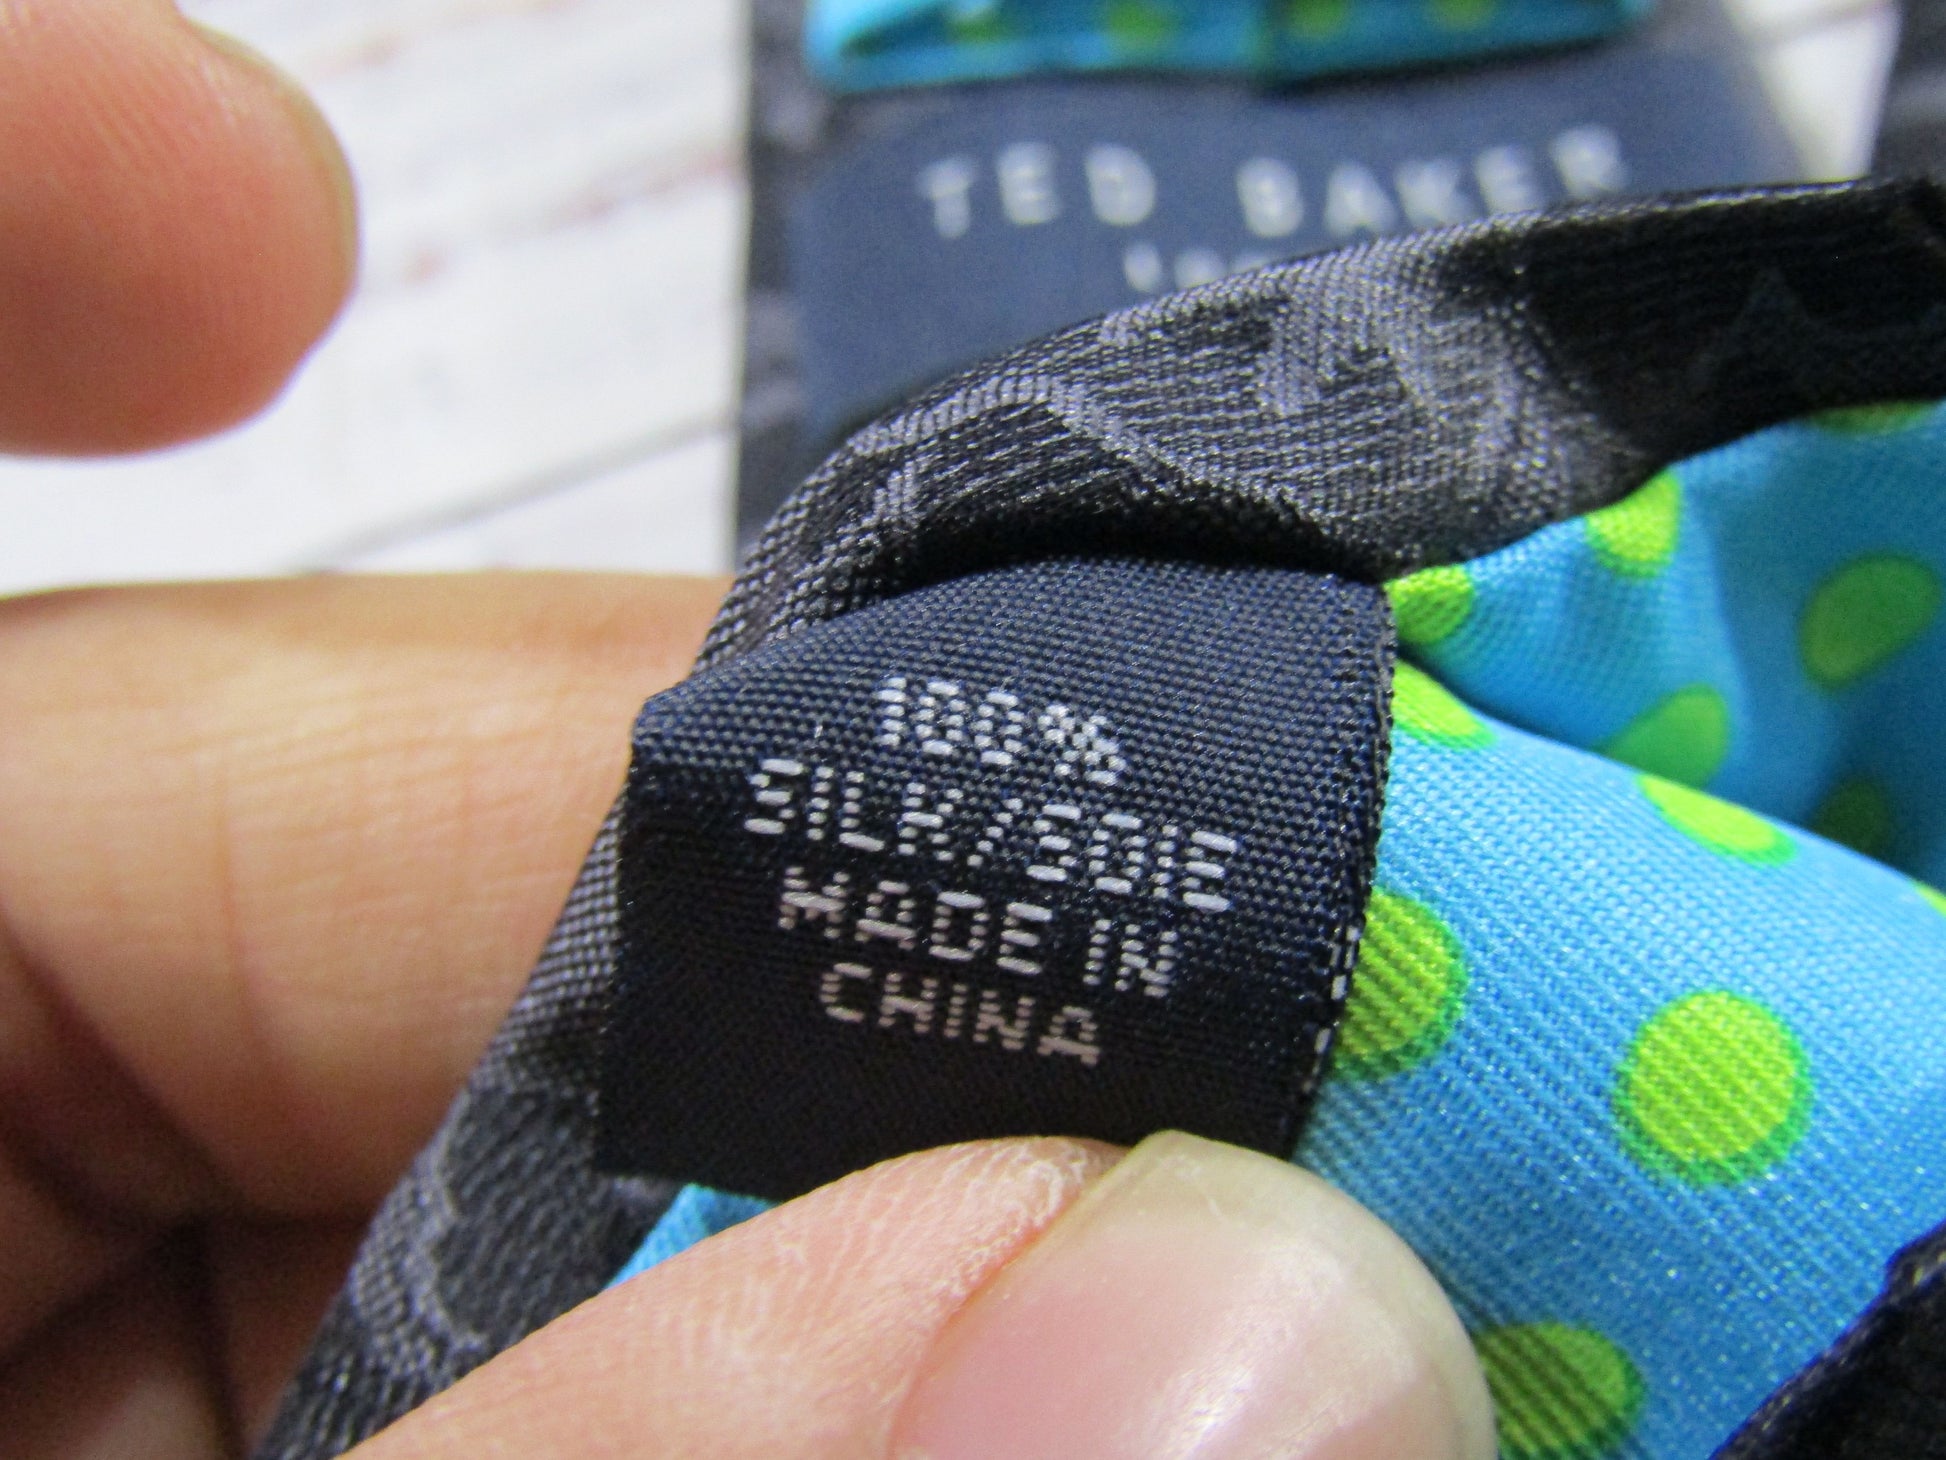 TED BAKER
100%
SILK/SOIE
MADE IN
CHINA